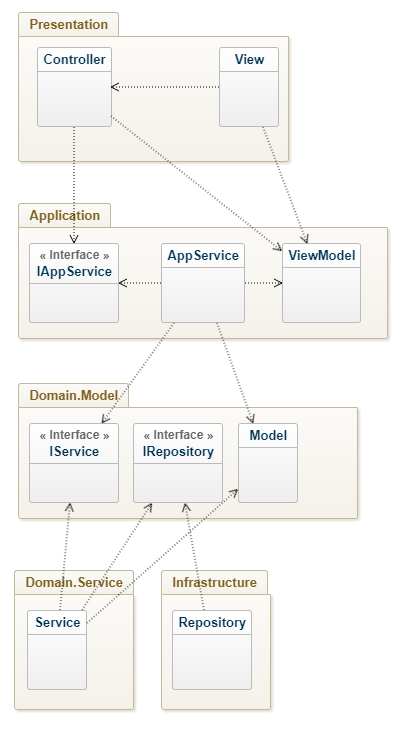 Presentation
Controller
View
Application
« Interface »
IAppService
AppService
ViewModel
Domain.Model
« Interface »
IService
« Interface »
IRepository
Model
Domain.Service
Infrastructure
Service
Repository